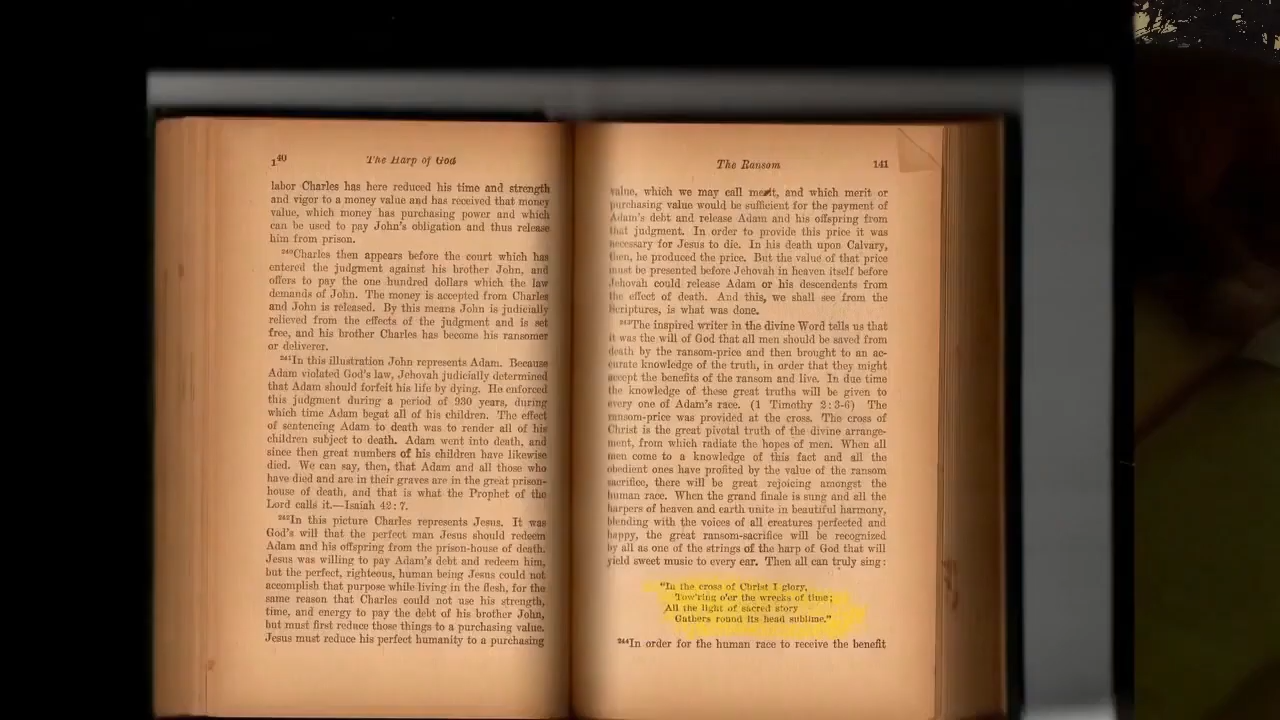 140 The Harp of God
labor Charles has here reduced his time and strength
and vigor to a money value and has received that money
value, which money has purchasing power and which
can be used to pay John's obligation and thus release
him from prison.
²⁴⁰Charles then appears before the court which has
entered the judgment against his brother John, and
offers to pay the one hundred dollars which the law
demands of John. The money is accepted from Charles
and John is released. By this means John is judicially
relieved from the effects of the judgment and is set
free, and his brother Charles has become his ransomer
or deliverer.
²⁴¹In this illustration John represents Adam. Because
Adam violated God's law, Jehovah judicially determined
that Adam should forfeit his life by dying. He enforced
this judgment during a period of 930 years, during
which time Adam begat all of his children. The effect
of sentencing Adam to death was to render all of his
children subject to death. Adam went into death, and
since then great numbers of his children have likewise
died. We can say, then, that Adam and all those who
have died and are in their graves are in the great prison-
house of death, and that is what the Prophet of the
Lord calls it.—Isaiah 42:7.
²⁴²In this picture Charles represents Jesus. It was
God's will that the perfect man Jesus should redeem
Adam and his offspring from the prison-house of death.
Jesus was willing to pay Adam's debt and redeem him,
but the perfect, righteous, human being Jesus could not
accomplish that purpose while living in the flesh, for the
same reason that Charles could not use his strength,
time, and energy to pay the debt of his brother John,
but must first reduce those things to a purchasing value.
Jesus must reduce his perfect humanity to a purchasing
The Ransom 141
value, which we may call merit, and which merit or
purchasing value would be sufficient for the payment of
Adam's debt and release Adam and his offspring from
that judgment. In order to provide this price it was
necessary for Jesus to die. In his death upon Calvary,
then, he produced the price. But the value of that price
must be presented before Jehovah in heaven itself before
Jehovah could release Adam or his descendents from
the effect of death. And this, we shall see from the
Scriptures, is what was done.
²⁴³The inspired writer in the divine Word tells us that
it was the will of God that all men should be saved from
death by the ransom-price and then brought to an ac-
curate knowledge of the truth, in order that they might
accept the benefits of the ransom and live. In due time
the knowledge of these great truths will be given to
every one of Adam's race. (1 Timothy 2:3-6) The
ransom-price was provided at the cross. The cross of
Christ is the great pivotal truth of the divine arrange-
ment, from which radiate the hopes of men. When all
men come to a knowledge of this fact and all the
obedient ones have profited by the value of the ransom
sacrifice, there will be great rejoicing amongst the
human race. When the grand finale is sung and all the
harpers of heaven and earth unite in beautiful harmony,
blending with the voices of all creatures perfected and
happy, the great ransom-sacrifice will be recognized
by all as one of the strings of the harp of God that will
yield sweet music to every ear. Then all can truly sing:
"In the cross of Christ I glory,
Tow'ring o'er the wrecks of time;
All the light of sacred story
Gathers round its head sublime."
²⁴⁴In order for the human race to receive the benefit